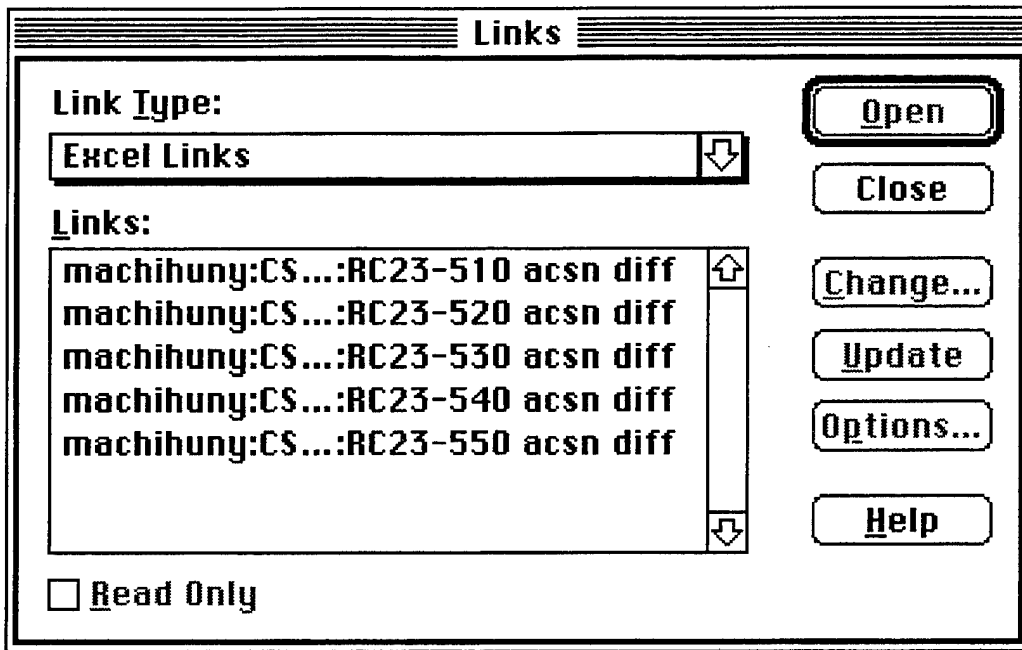 Links
Link Type:
Excel Links
Links:
machihuny:CS...:RC23-510 acsn diff
machihuny:CS...:RC23-520 acsn diff
machihuny:CS...:RC23-530 acsn diff
machihuny:CS...:RC23-540 acsn diff
machihuny:CS...:RC23-550 acsn diff
Read Only
Open
Close
Change...
Update
Options...
Help